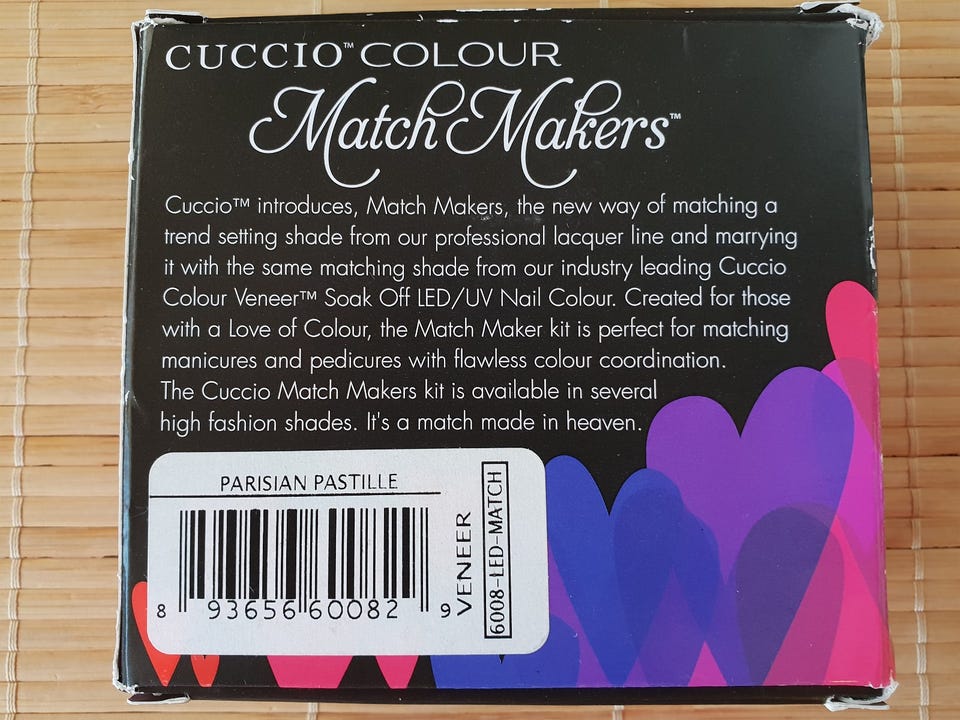 CUCCIO™ COLOUR
Match Makers™
Cuccio™ introduces, Match Makers, the new way of matching a
trend setting shade from our professional lacquer line and marrying
it with the same matching shade from our industry leading Cuccio
Colour Veneer™ Soak Off LED/UV Nail Colour. Created for those
with a Love of Colour, the Match Maker kit is perfect for matching
manicures and pedicures with flawless colour coordination.
The Cuccio Match Makers kit is available in several
high fashion shades. It's a match made in heaven.
PARISIAN PASTILLE
8 93656 60082 9
VENEER
6008-LED-MATCH